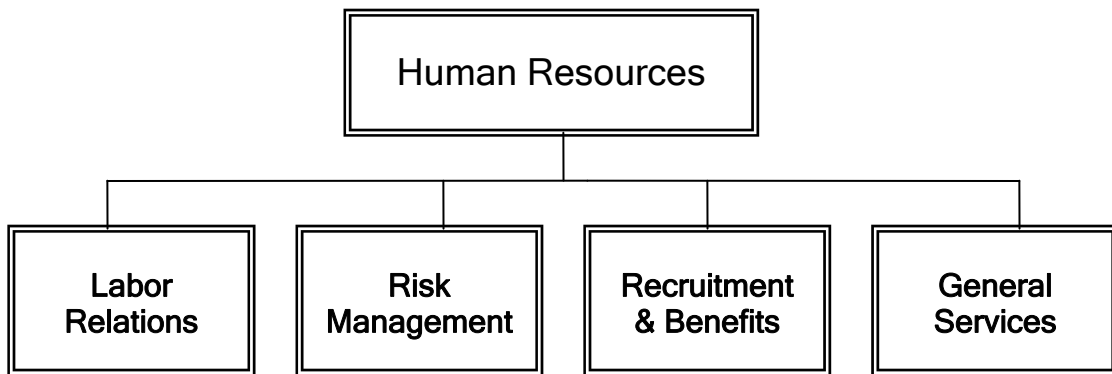 Human Resources
Labor
Relations
Risk
Management
Recruitment
& Benefits
General
Services